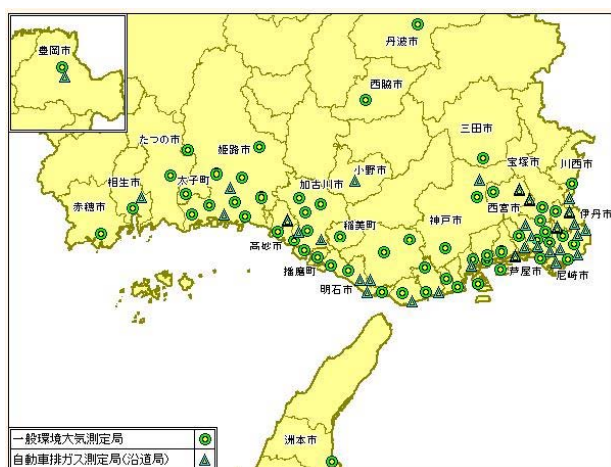 豊岡市
丹波市
西脇市
三田市
宝塚市
川西市
たつの市
姫路市
小野市
相生市
太子町
加古川市
赤穂市
稲美町
神戸市
西宮市
伊丹市
高砂市
播磨町
芦屋市
尼崎市
明石市
洲本市
一般環境大気測定局
自動車排ガス測定局(沿道局)